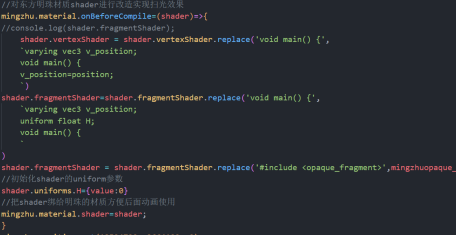 //对东方明珠材质shader进行改造实现扫光效果
mingzhu.material.onBeforeCompile=(shader)=>{
//console.log(shader.fragmentShader);
shader.vertexShader = shader.vertexShader.replace('void main() {',
`varying vec3 v_position;
void main() {
v_position=position;
`)
shader.fragmentShader=shader.fragmentShader.replace('void main() {',
`varying vec3 v_position;
uniform float H;
void main() {
`
)
shader.fragmentShader = shader.fragmentShader.replace('#include <opaque_fragment>',mingzhuopaque_
//初始化shader的uniform参数
shader.uniforms.H={value:0}
//把shader绑给明珠的材质方便后面动画使用
mingzhu.material.shader=shader;
}